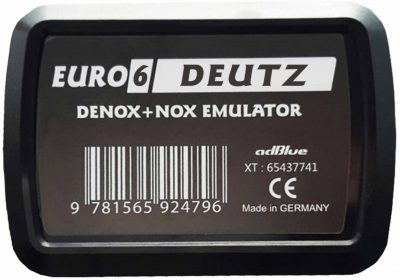 EURO6 DEUTZ
DENOX+NOX EMULATOR
adBlue
XT : 65437741
CE
9 781565 924796
Made in GERMANY